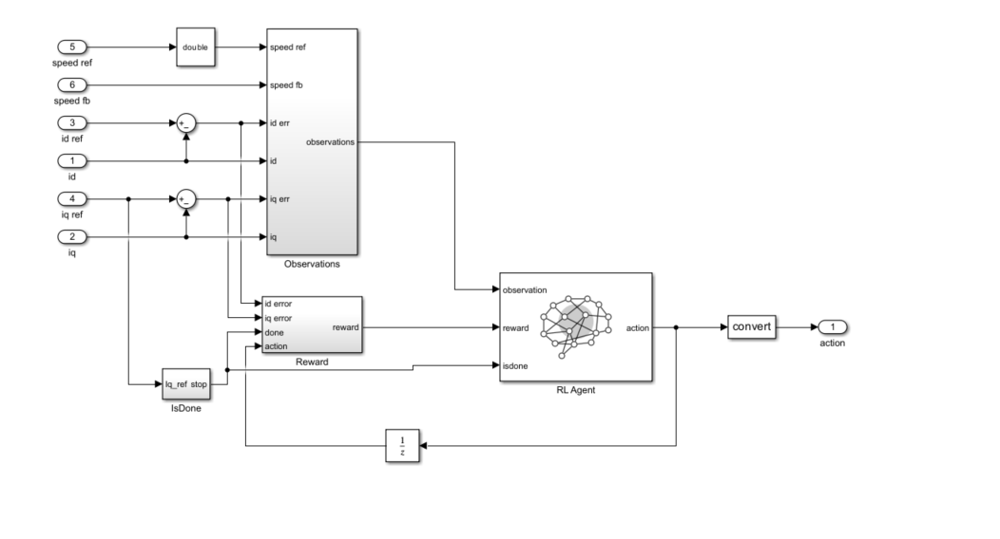 5
speed ref
double
speed ref
6
speed fb
speed fb
3
id ref
+
−
id err
observations
1
id
id
4
iq ref
+
−
iq err
2
iq
iq
Observations
id error
iq error
done
action
reward
Reward
Iq_ref stop
IsDone
observation
reward
isdone
action
RL Agent
convert
1
action
1
z